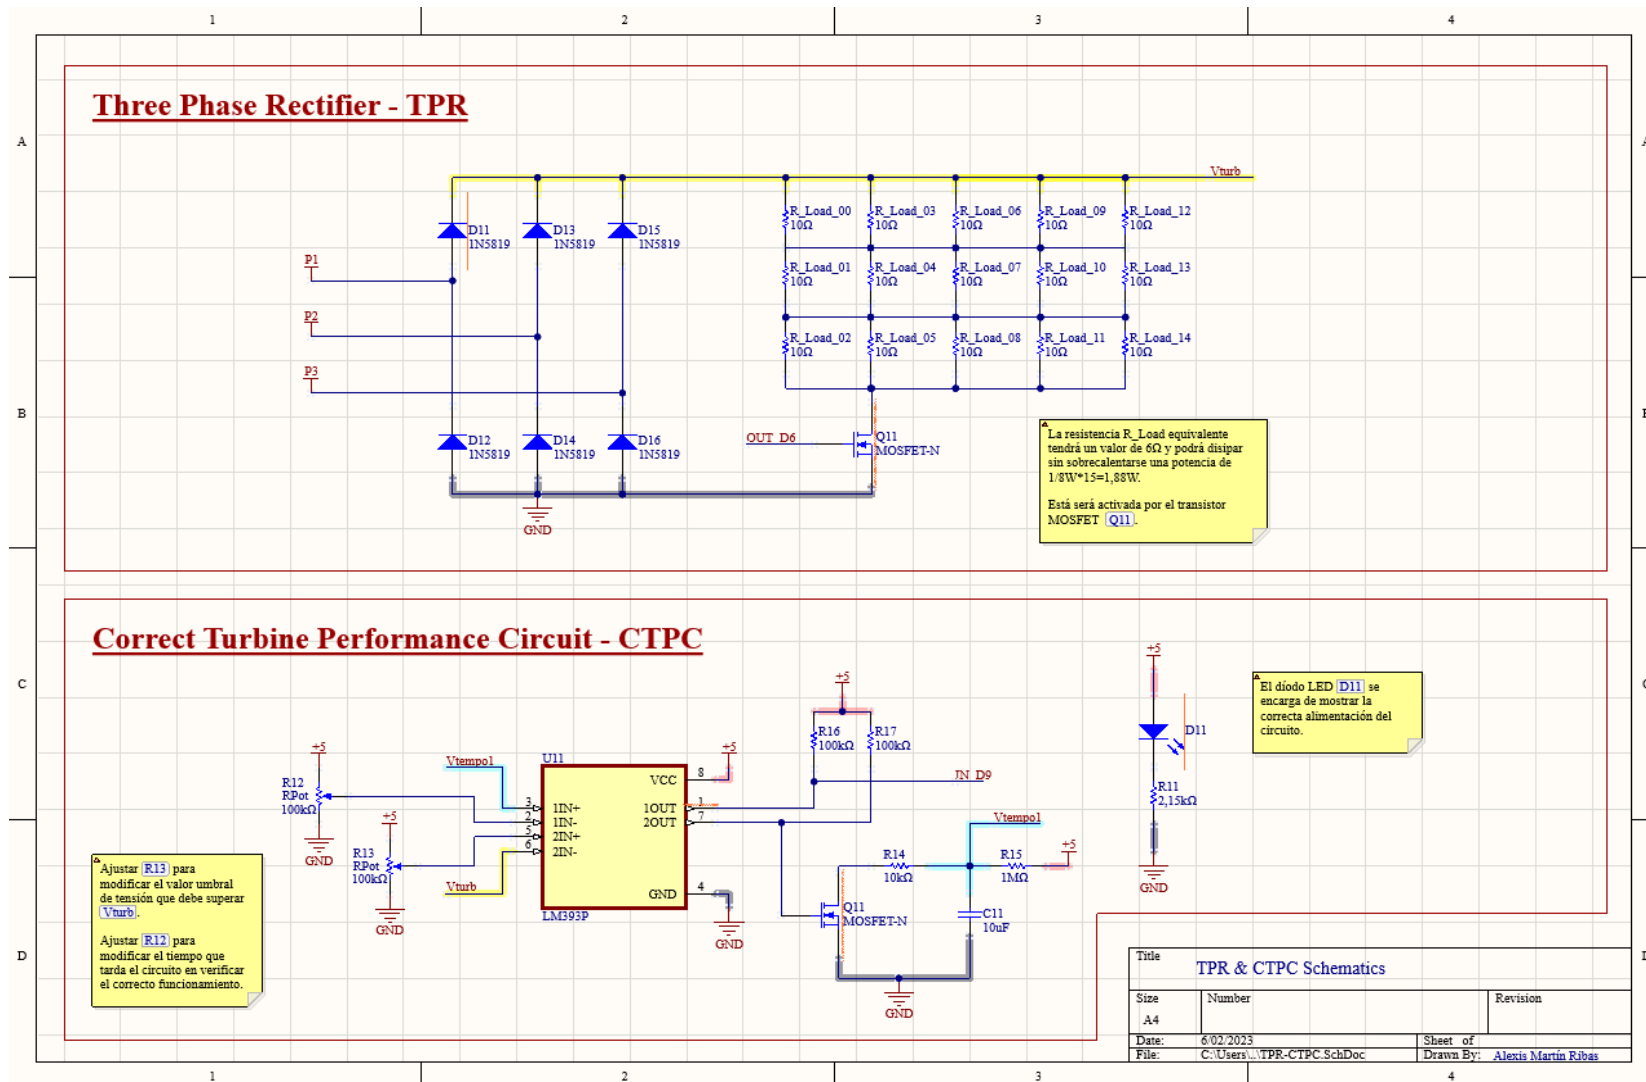 1 2 3 4
Three Phase Rectifier - TPR
A
Vturb
D11
1N5819
D13
1N5819
D15
1N5819
R_Load_00
10Ω
R_Load_03
10Ω
R_Load_06
10Ω
R_Load_09
10Ω
R_Load_12
10Ω
P1
R_Load_01
10Ω
R_Load_04
10Ω
R_Load_07
10Ω
R_Load_10
10Ω
R_Load_13
10Ω
P2
R_Load_02
10Ω
R_Load_05
10Ω
R_Load_08
10Ω
R_Load_11
10Ω
R_Load_14
10Ω
P3
B
D12
1N5819
D14
1N5819
D16
1N5819
OUT_D6
Q11
MOSFET-N
GND
La resistencia R_Load equivalente
tendrá un valor de 6Ω y podrá disipar
sin sobrecalentarse una potencia de
1/8W*15=1,88W.
Está será activada por el transistor
MOSFET Q11.
Correct Turbine Performance Circuit - CTPC
C
+5
R16
100kΩ
R17
100kΩ
IN_D9
+5
D11
R11
2,15kΩ
GND
El díodo LED D11 se
encarga de mostrar la
correcta alimentación del
circuito.
+5
R12
RPot
100kΩ
GND
+5
R13
RPot
100kΩ
GND
Vtempo1
Vturb
U11
3 1IN+
2 1IN-
5 2IN+
6 2IN-
VCC 8
1OUT 1
2OUT 7
GND 4
LM393P
+5
GND
Vtempo1
R14
10kΩ
R15
1MΩ
+5
Q11
MOSFET-N
C11
10uF
GND
Ajustar R13 para
modificar el valor umbral
de tensión que debe superar
Vturb.
Ajustar R12 para
modificar el tiempo que
tarda el circuito en verificar
el correcto funcionamiento.
D
Title
TPR & CTPC Schematics
Size
A4
Number
Revision
Date: 6/02/2023 Sheet of
File: C:\Users\..\TPR-CTPC.SchDoc Drawn By: Alexis Martín Ribas
1 2 3 4